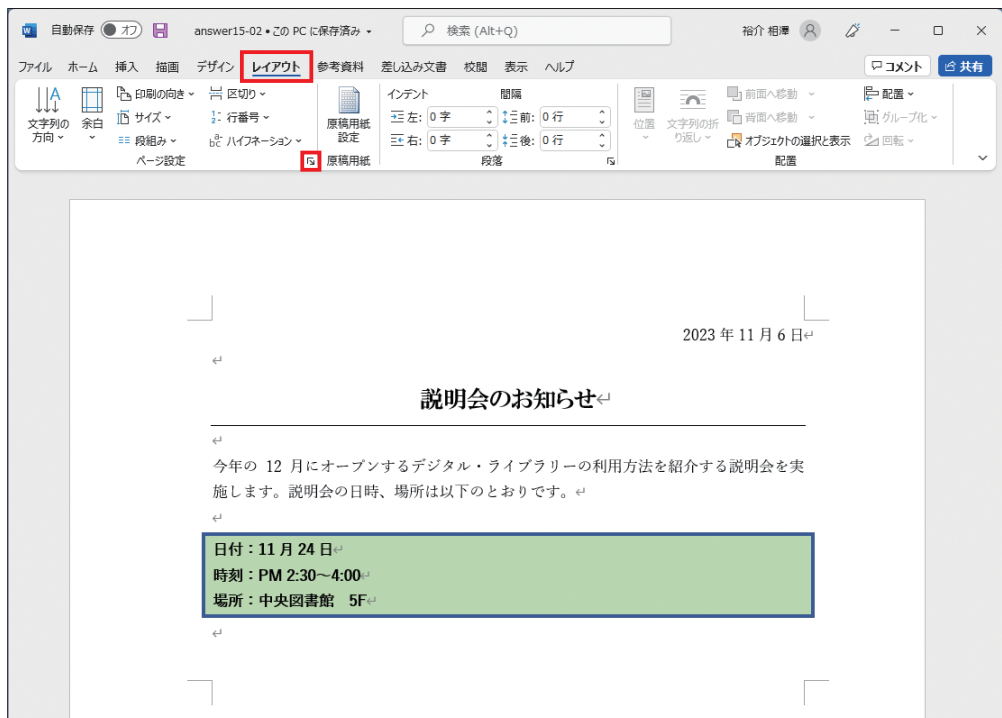 自動保存 オフ answer15-02 • この PC に保存済み 検索 (Alt+Q) 裕介 相澤
ファイル ホーム 挿入 描画 デザイン レイアウト 参考資料 差し込み文書 校閲 表示 ヘルプ コメント 共有
文字列の方向 余白 印刷の向き サイズ 段組み 区切り 行番号 ハイフネーション
ページ設定
原稿用紙設定
原稿用紙
インデント 間隔
左: 0 字 前: 0 行
右: 0 字 後: 0 行
段落
位置 文字列の折り返し 前面へ移動 背面へ移動 オブジェクトの選択と表示 配置 グループ化 回転
配置
2023 年 11 月 6 日
説明会のお知らせ
今年の 12 月にオープンするデジタル・ライブラリーの利用方法を紹介する説明会を実
施します。説明会の日時、場所は以下のとおりです。
日付：11 月 24 日
時刻：PM 2:30～4:00
場所：中央図書館　5F